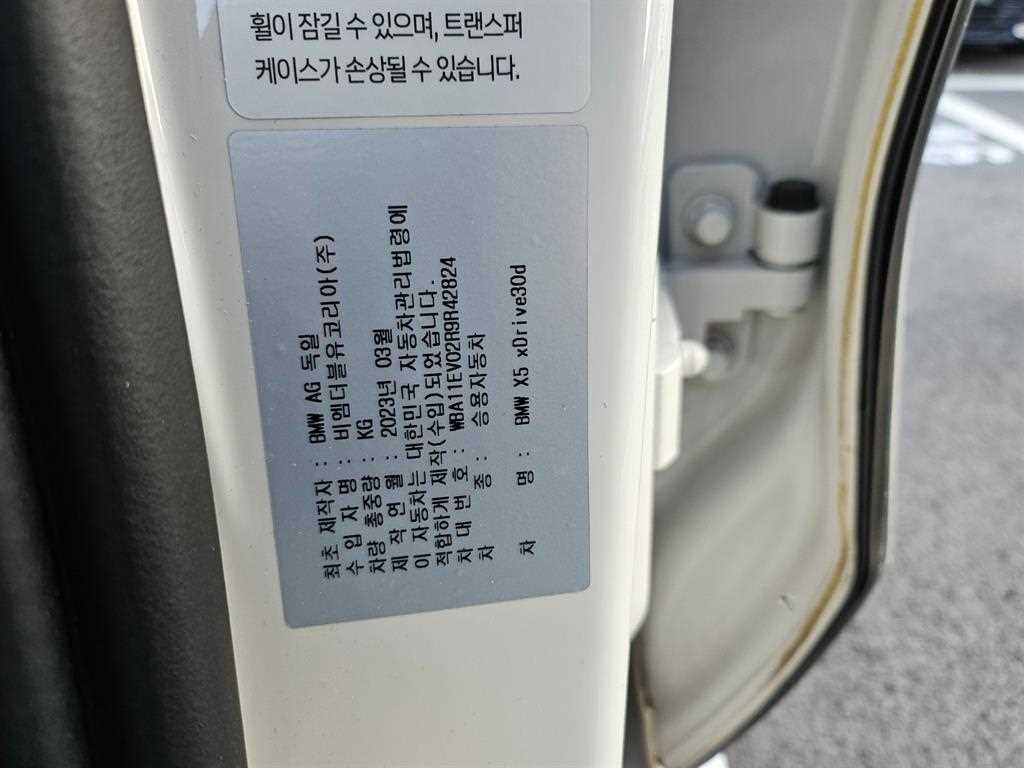 휠이 잠길 수 있으며, 트랜스퍼
케이스가 손상될 수 있습니다.
최초 제작자 : BMW AG 독일
수 입 자 명 : 비엠더블유코리아(주)
차량 총중량 : KG
제 작 연 월 : 2023년 03월
이 자동차는 대한민국 자동차관리법령에
적합하게 제작(수입)되었습니다.
차 대 번 호 : WBA11EV02R9R42824
차 종 : 승용자동차
차 명 : BMW X5 xDrive30d